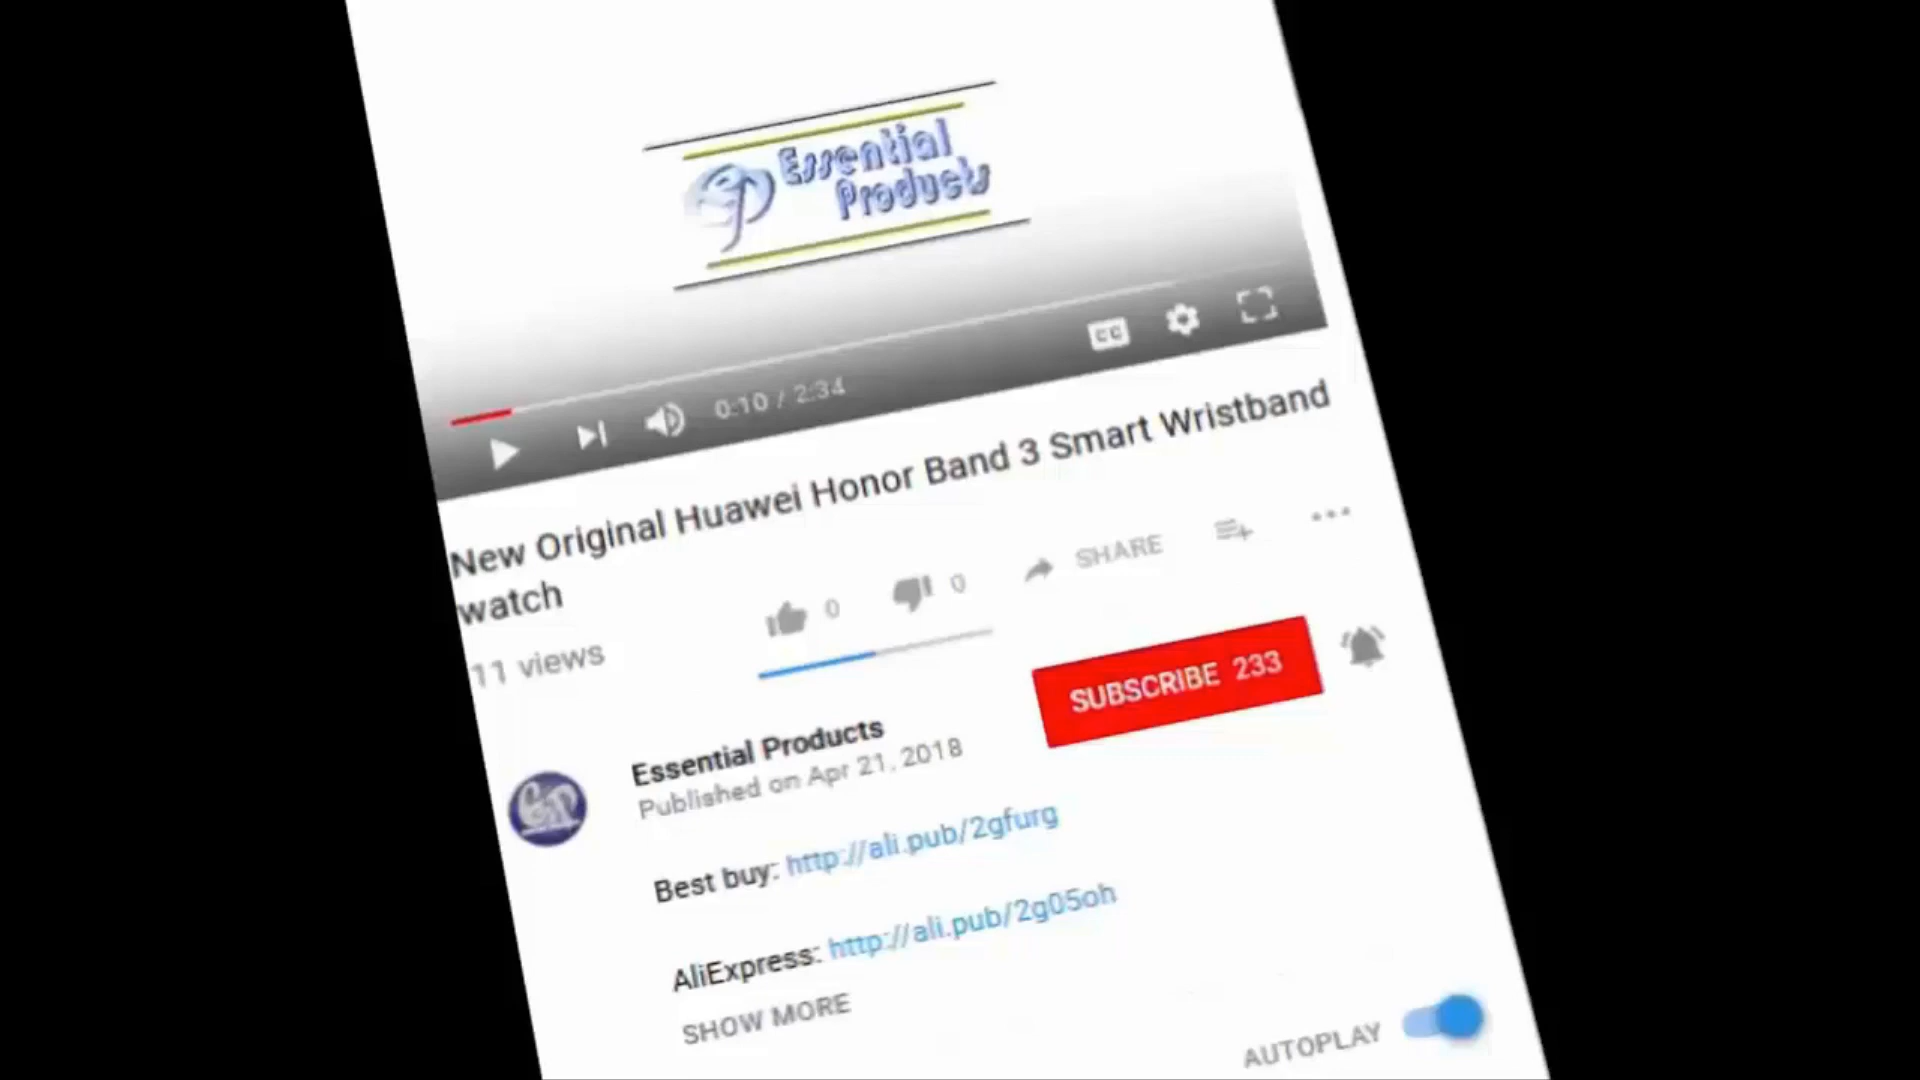 Essential
Products
CC
0:10 / 2:34
New Original Huawei Honor Band 3 Smart Wristband
watch
11 views
0
0
SHARE
SUBSCRIBE 233
Essential Products
Published on Apr 21, 2018
Best buy: http://ali.pub/2gfurg
AliExpress: http://ali.pub/2g05oh
SHOW MORE
AUTOPLAY